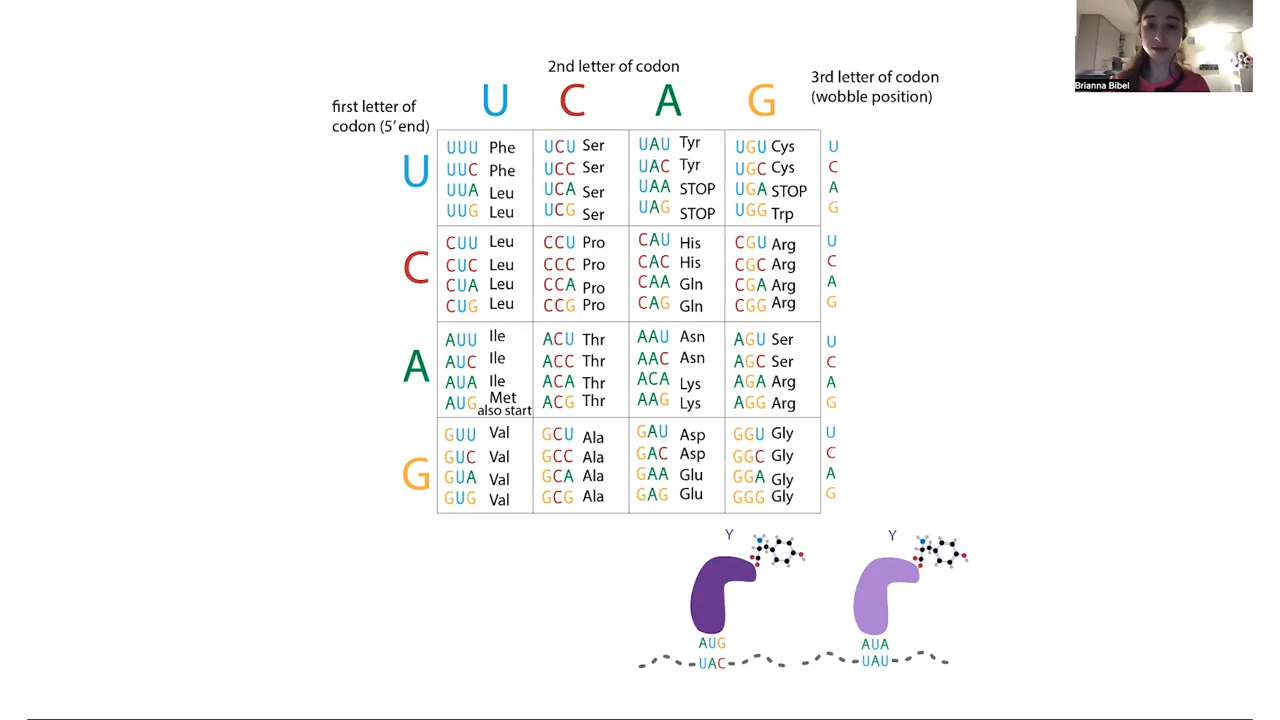 Brianna Bibel
2nd letter of codon
3rd letter of codon
(wobble position)
first letter of
codon (5' end)
U C A G
U
UUU Phe UCU Ser UAU Tyr UGU Cys U
UUC Phe UCC Ser UAC Tyr UGC Cys C
UUA Leu UCA Ser UAA STOP UGA STOP A
UUG Leu UCG Ser UAG STOP UGG Trp G
C
CUU Leu CCU Pro CAU His CGU Arg U
CUC Leu CCC Pro CAC His CGC Arg C
CUA Leu CCA Pro CAA Gln CGA Arg A
CUG Leu CCG Pro CAG Gln CGG Arg G
A
AUU Ile ACU Thr AAU Asn AGU Ser U
AUC Ile ACC Thr AAC Asn AGC Ser C
AUA Ile ACA Thr ACA Lys AGA Arg A
AUG Met ACG Thr AAG Lys AGG Arg G
also start
G
GUU Val GCU Ala GAU Asp GGU Gly U
GUC Val GCC Ala GAC Asp GGC Gly C
GUA Val GCA Ala GAA Glu GGA Gly A
GUG Val GCG Ala GAG Glu GGG Gly G
Y Y
AUG AUA
UAC UAU